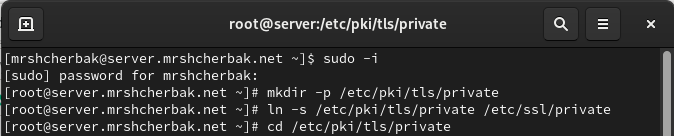 root@server:/etc/pki/tls/private
[mrshcherbak@server.mrshcherbak.net ~]$ sudo -i
[sudo] password for mrshcherbak:
[root@server.mrshcherbak.net ~]# mkdir -p /etc/pki/tls/private
[root@server.mrshcherbak.net ~]# ln -s /etc/pki/tls/private /etc/ssl/private
[root@server.mrshcherbak.net ~]# cd /etc/pki/tls/private